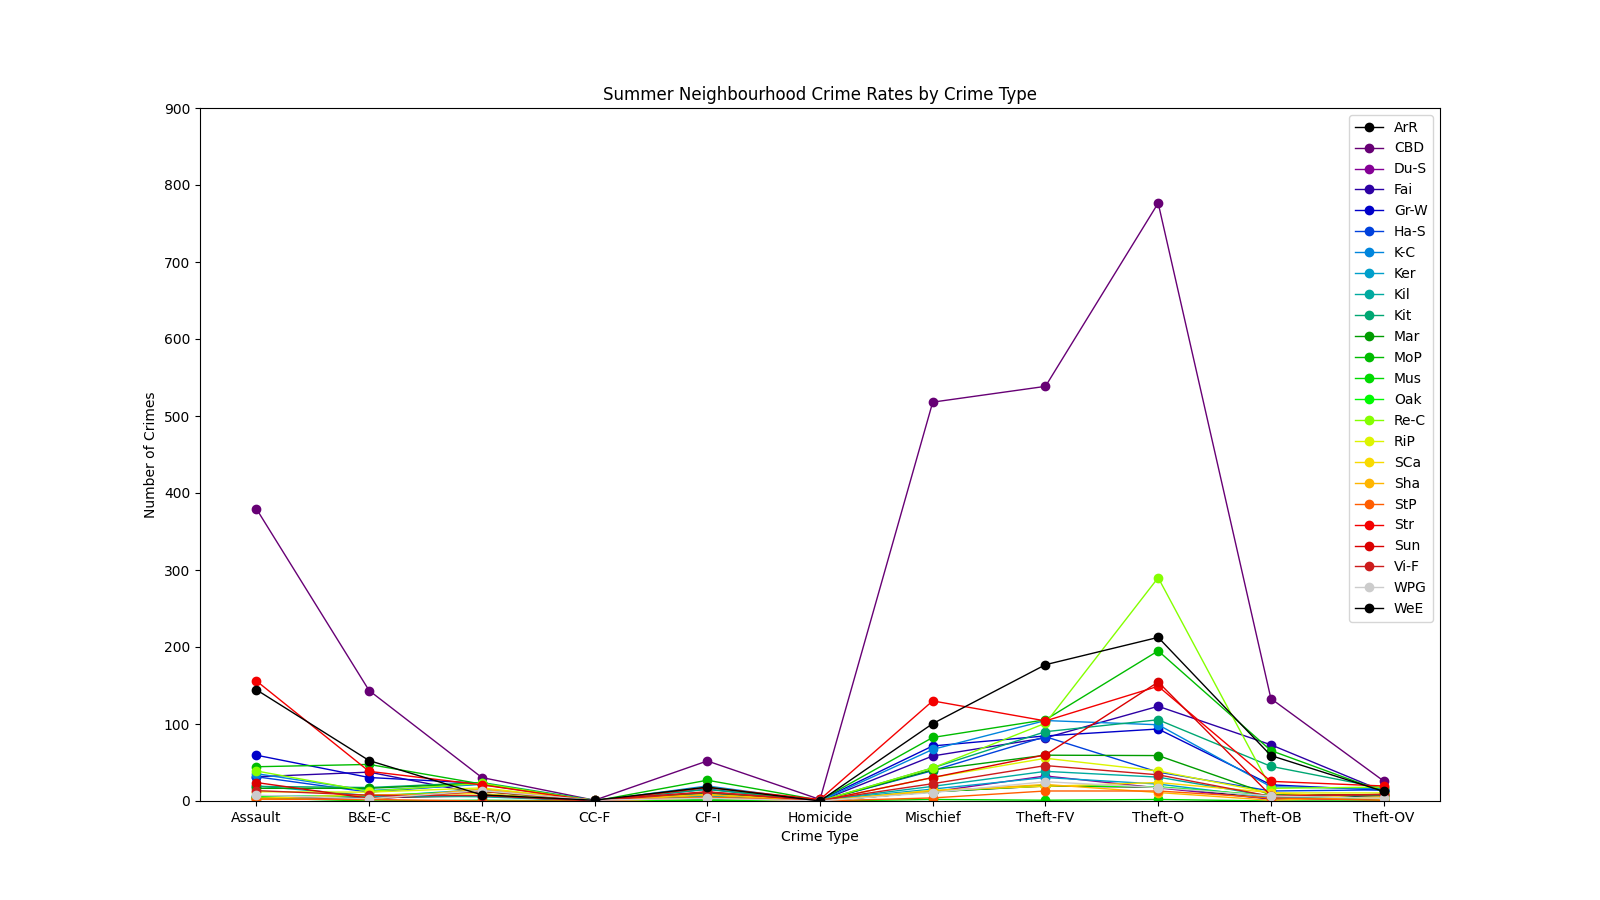 Summer Neighbourhood Crime Rates by Crime Type
900
800
700
600
500
400
300
200
100
0
Number of Crimes
Assault
B&E-C
B&E-R/O
CC-F
CF-I
Homicide
Mischief
Theft-FV
Theft-O
Theft-OB
Theft-OV
Crime Type
ArR
CBD
Du-S
Fai
Gr-W
Ha-S
K-C
Ker
Kil
Kit
Mar
MoP
Mus
Oak
Re-C
RiP
SCa
Sha
StP
Str
Sun
Vi-F
WPG
WeE